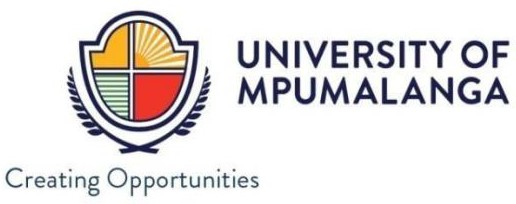 UNIVERSITY OF
MPUMALANGA
Creating Opportunities